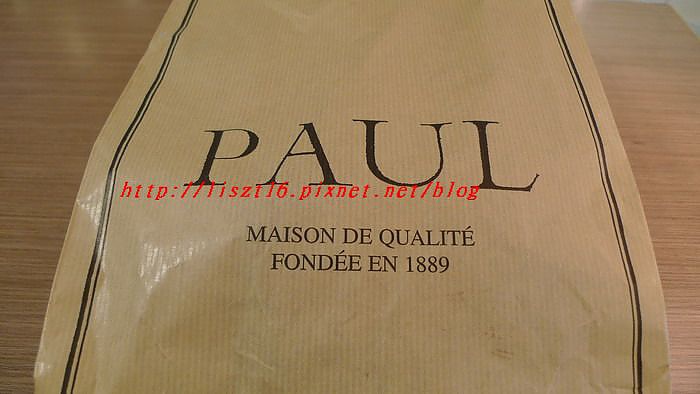 PAUL
http://liszt16.pixnet.net/blog
MAISON DE QUALITÉ
FONDÉE EN 1889